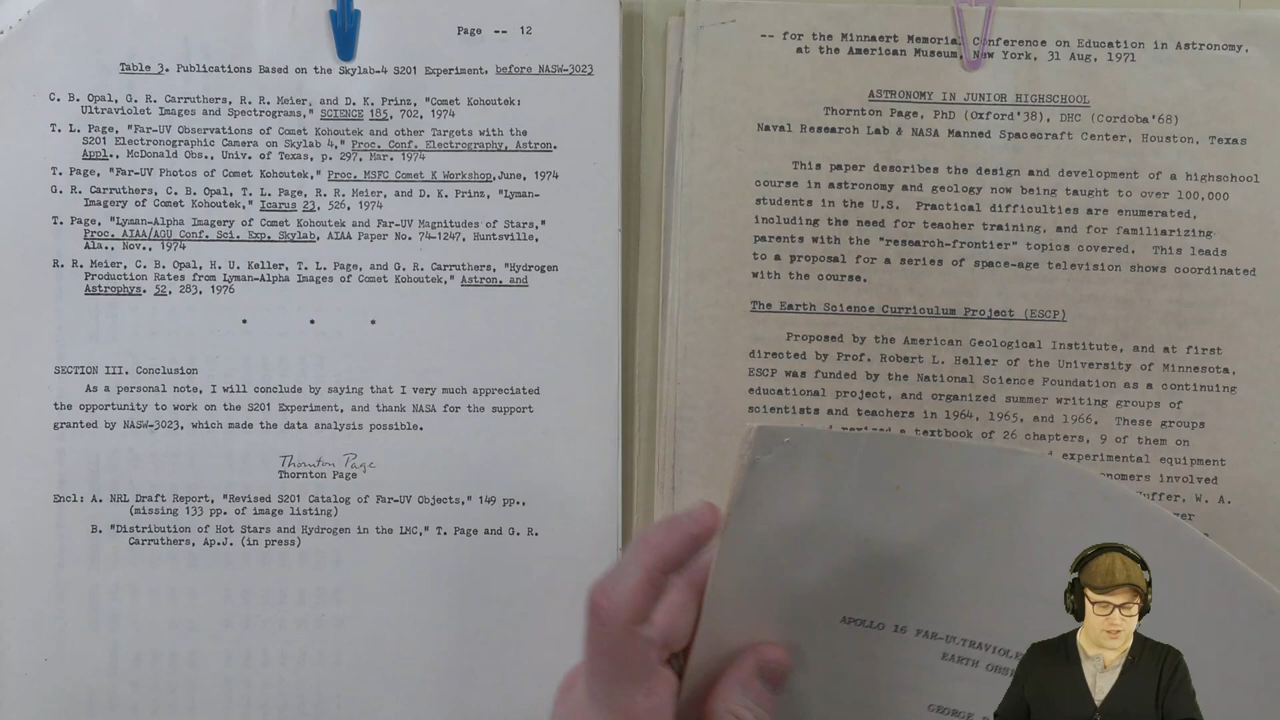 Page -- 12
Table 3. Publications Based on the Skylab-4 S201 Experiment, before NASW-3023
C. B. Opal, G. R. Carruthers, R. R. Meier, and D. K. Prinz, "Comet Kohoutek:
Ultraviolet Images and Spectrograms," SCIENCE 185, 702, 1974
T. L. Page, "Far-UV Observations of Comet Kohoutek and other Targets with the
S201 Electronographic Camera on Skylab 4," Proc. Conf. Electrography, Astron.
Appl., McDonald Obs., Univ. of Texas, p. 297, Mar. 1974
T. Page, "Far-UV Photos of Comet Kohoutek," Proc. MSFC Comet K Workshop, June, 1974
G. R. Carruthers, C. B. Opal, T. L. Page, R. R. Meier, and D. K. Prinz, "Lyman-
Imagery of Comet Kohoutek," Icarus 23, 526, 1974
T. Page, "Lyman-Alpha Imagery of Comet Kohoutek and Far-UV Magnitudes of Stars,"
Proc. AIAA/AGU Conf. Sci. Exp. Skylab, AIAA Paper No. 74-1247, Huntsville,
Ala., Nov., 1974
R. R. Meier, C. B. Opal, H. U. Keller, T. L. Page, and G. R. Carruthers, "Hydrogen
Production Rates from Lyman-Alpha Images of Comet Kohoutek," Astron. and
Astrophys. 52, 283, 1976
* * *
SECTION III. Conclusion
As a personal note, I will conclude by saying that I very much appreciated
the opportunity to work on the S201 Experiment, and thank NASA for the support
granted by NASW-3023, which made the data analysis possible.
Thornton Page
Thornton Page
Encl: A. NRL Draft Report, "Revised S201 Catalog of Far-UV Objects," 149 pp.,
(missing 133 pp. of image listing)
B. "Distribution of Hot Stars and Hydrogen in the LMC," T. Page and G. R.
Carruthers, Ap.J. (in press)
-- for the Minnaert Memorial Conference on Education in Astronomy,
at the American Museum, New York, 31 Aug, 1971
ASTRONOMY IN JUNIOR HIGHSCHOOL
Thornton Page, PhD (Oxford'38), DHC (Cordoba'68)
Naval Research Lab & NASA Manned Spacecraft Center, Houston, Texas
This paper describes the design and development of a highschool
course in astronomy and geology now being taught to over 100,000
students in the U.S. Practical difficulties are enumerated,
including the need for teacher training, and for familiarizing
parents with the "research-frontier" topics covered. This leads
to a proposal for a series of space-age television shows coordinated
with the course.
The Earth Science Curriculum Project (ESCP)
Proposed by the American Geological Institute, and at first
directed by Prof. Robert L. Heller of the University of Minnesota,
ESCP was funded by the National Science Foundation as a continuing
educational project, and organized summer writing groups of
scientists and teachers in 1964, 1965, and 1966. These groups
revised a textbook of 26 chapters, 9 of them on
experimental equipment
involved
W. A.
APOLLO 16
EARTH
GEORGE